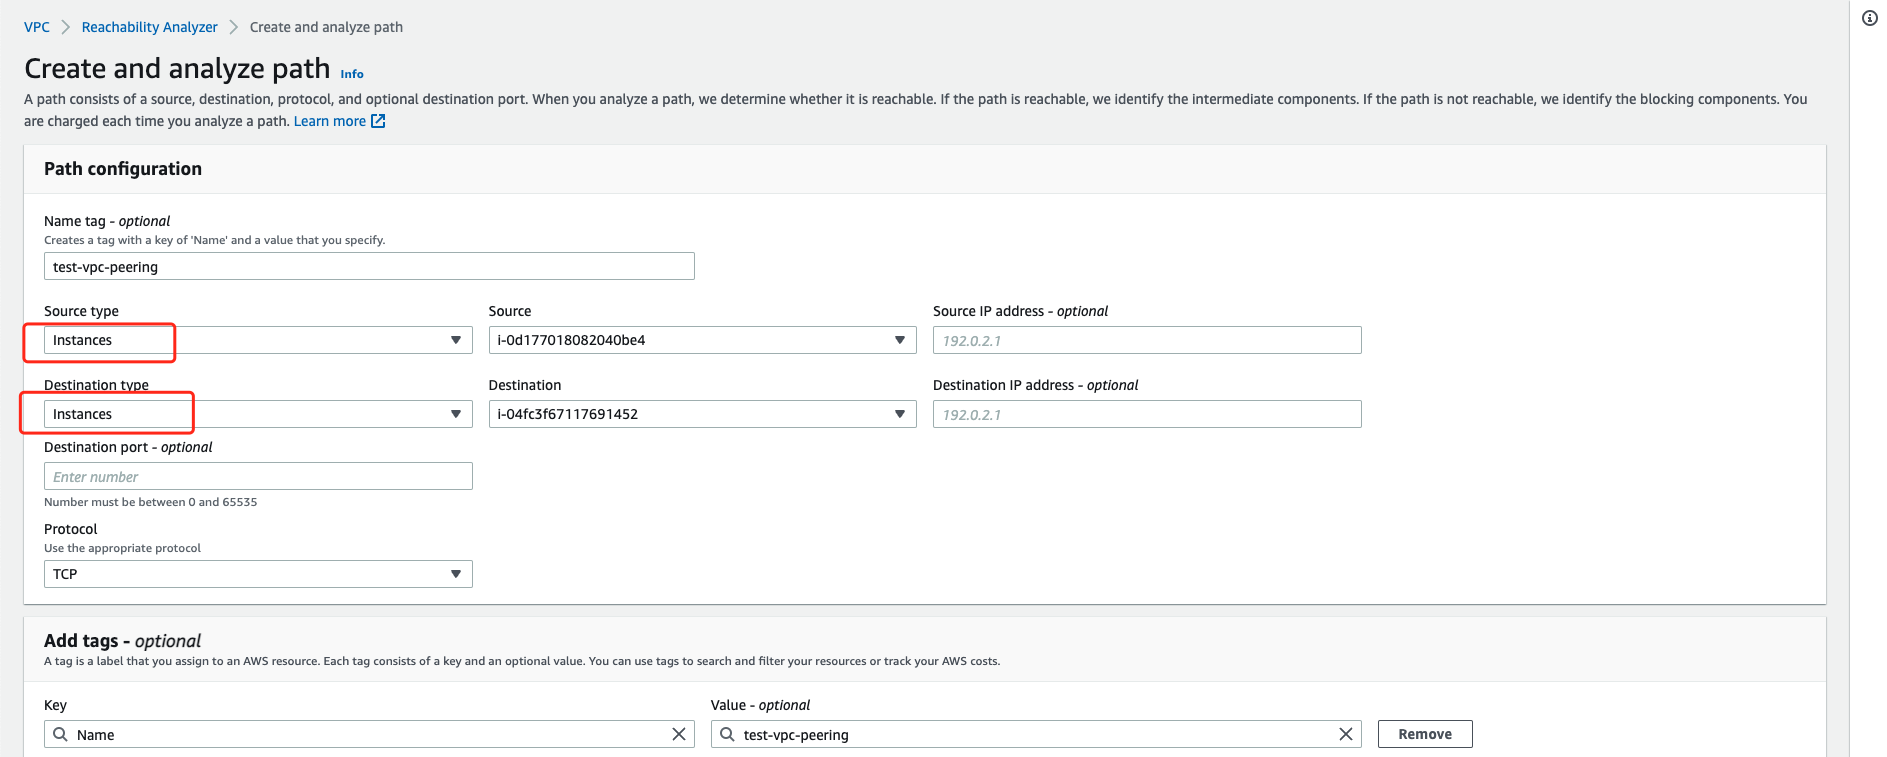 VPC > Reachability Analyzer > Create and analyze path
Create and analyze path Info
A path consists of a source, destination, protocol, and optional destination port. When you analyze a path, we determine whether it is reachable. If the path is reachable, we identify the intermediate components. If the path is not reachable, we identify the blocking components. You
are charged each time you analyze a path. Learn more
Path configuration
Name tag - optional
Creates a tag with a key of 'Name' and a value that you specify.
test-vpc-peering
Source type Source Source IP address - optional
Instances i-0d177018082040be4 192.0.2.1
Destination type Destination Destination IP address - optional
Instances i-04fc3f67117691452 192.0.2.1
Destination port - optional
Enter number
Number must be between 0 and 65535
Protocol
Use the appropriate protocol
TCP
Add tags - optional
A tag is a label that you assign to an AWS resource. Each tag consists of a key and an optional value. You can use tags to search and filter your resources or track your AWS costs.
Key Value - optional
Name test-vpc-peering Remove